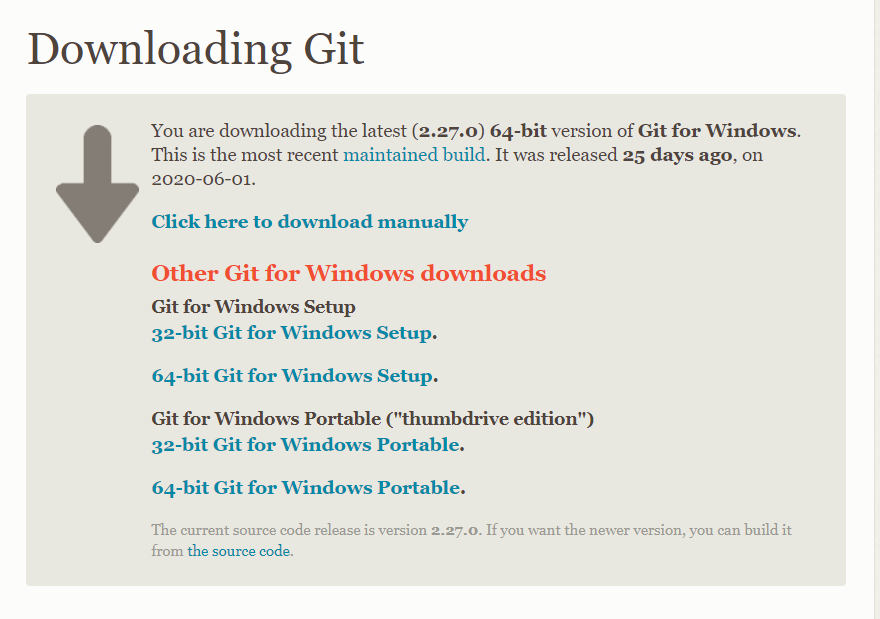 Downloading Git
You are downloading the latest (2.27.0) 64-bit version of Git for Windows.
This is the most recent maintained build. It was released 25 days ago, on
2020-06-01.
Click here to download manually
Other Git for Windows downloads
Git for Windows Setup
32-bit Git for Windows Setup.
64-bit Git for Windows Setup.
Git for Windows Portable ("thumbdrive edition")
32-bit Git for Windows Portable.
64-bit Git for Windows Portable.
The current source code release is version 2.27.0. If you want the newer version, you can build it
from the source code.